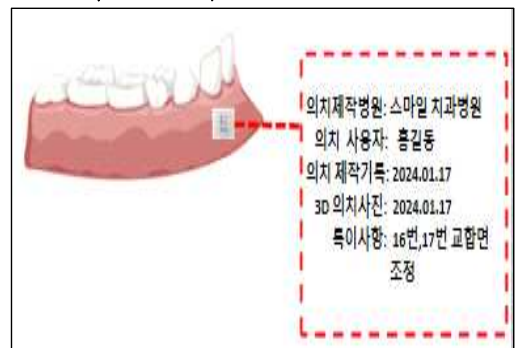 의치제작병원: 스마일 치과병원
의치 사용자: 홍길동
의치 제작기록: 2024.01.17
3D 의치사진: 2024.01.17
특이사항: 16번,17번 교합면
조정